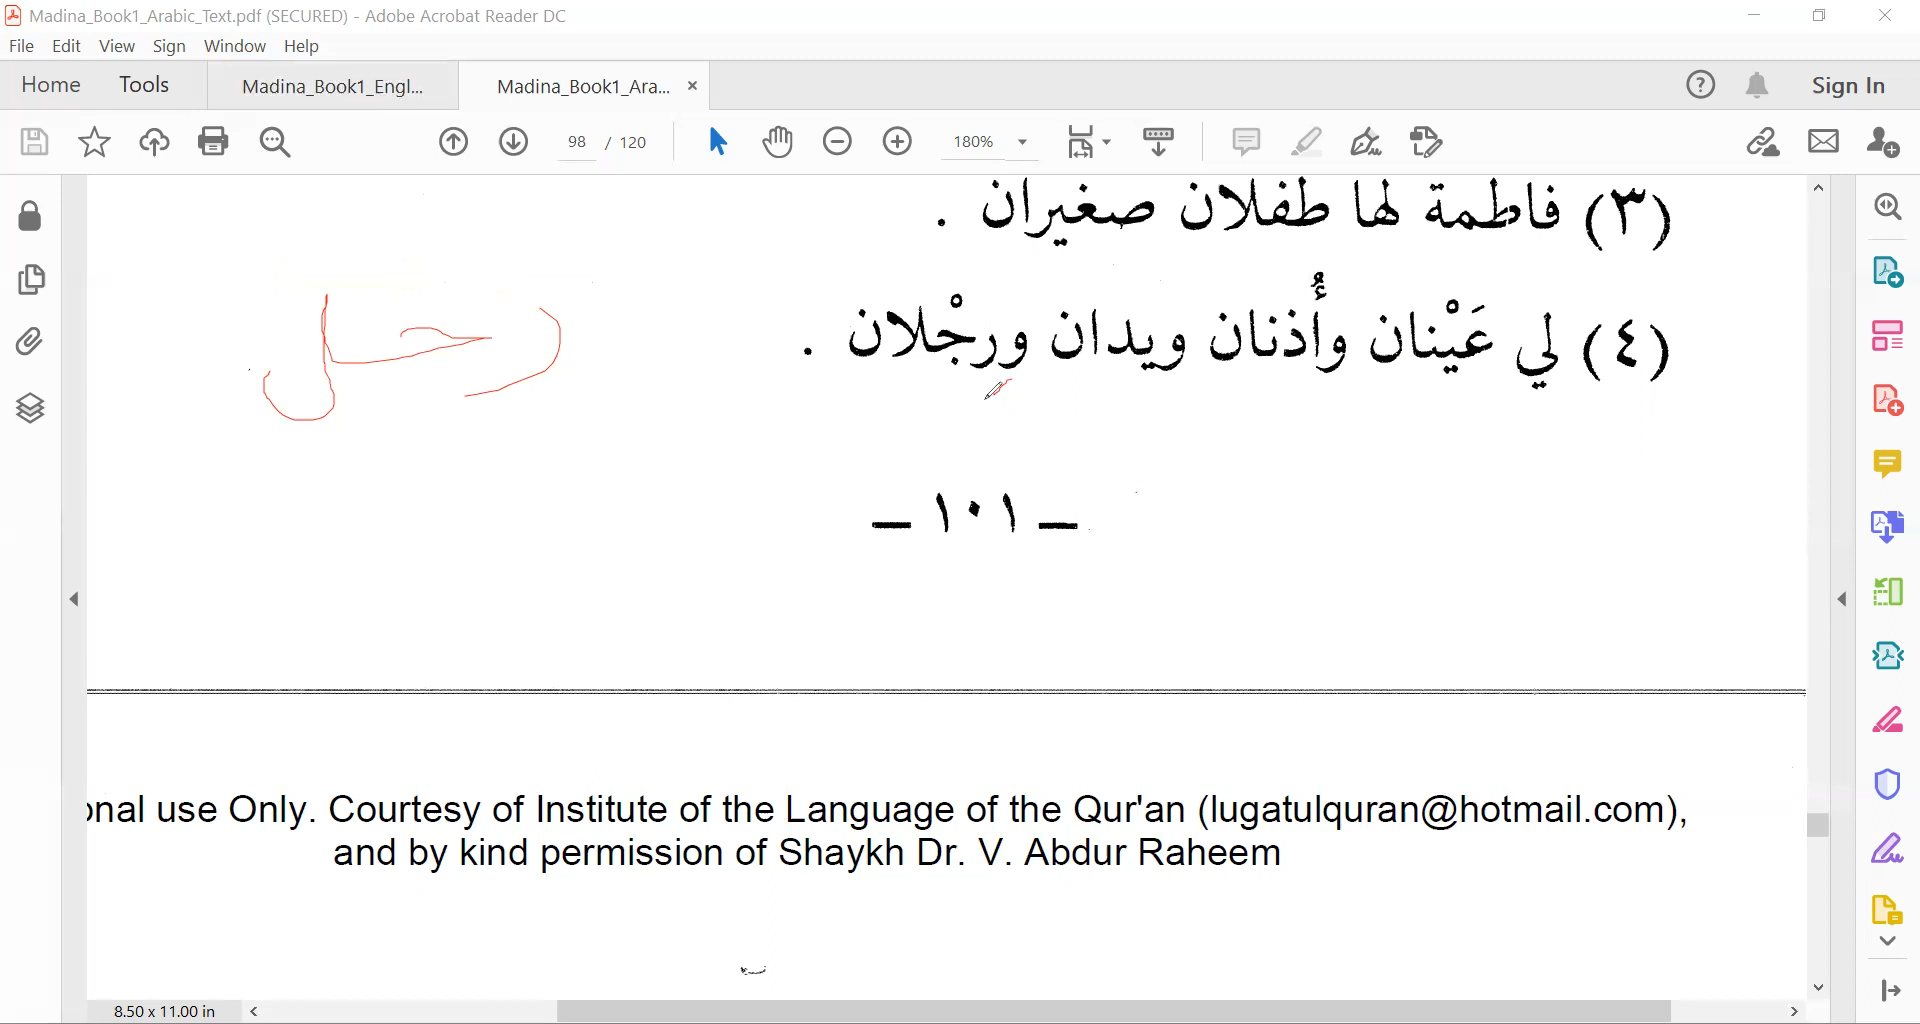 Madina_Book1_Arabic_Text.pdf (SECURED) - Adobe Acrobat Reader DC
File Edit View Sign Window Help
Home Tools Madina_Book1_Engl... Madina_Book1_Ara... × Sign In
98 / 120 180%
(٣) فاطمة لها طفلان صغيران .
(٤) لي عَيْنان وأُذُنان ويدان ورجْلان .
رحل
– ١٠١ –
onal use Only. Courtesy of Institute of the Language of the Qur'an (lugatulquran@hotmail.com),
and by kind permission of Shaykh Dr. V. Abdur Raheem
8.50 x 11.00 in